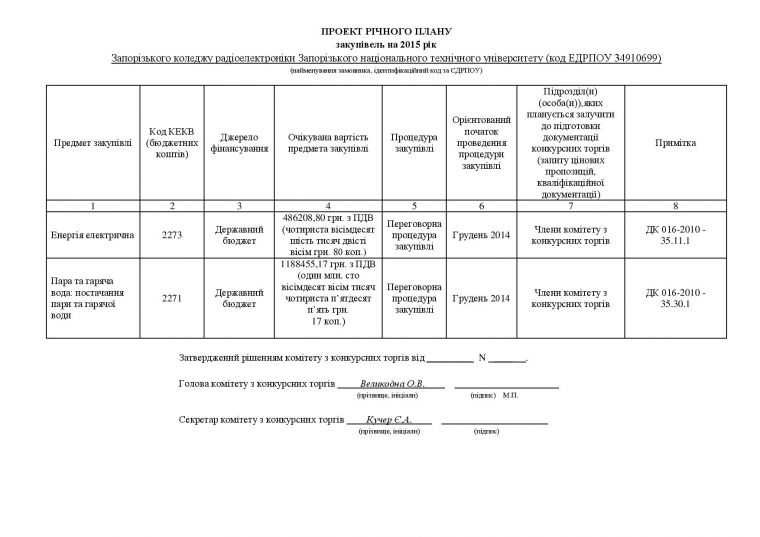 ПРОЕКТ РІЧНОГО ПЛАНУ
закупівель на 2015 рік
Запорізького коледжу радіоелектроніки Запорізького національного технічного університету (код ЕДРПОУ 34910699)
(найменування замовника, ідентифікаційний код за ЄДРПОУ)
Предмет закупівлі
Код КЕКВ
(бюджетних
коштів)
Джерело
фінансування
Очікувана вартість
предмета закупівлі
Процедура
закупівлі
Орієнтований
початок
проведення
процедури
закупівлі
Підрозділ(и)
(особа(и)),яких
планується залучити
до підготовки
документації
конкурсних торгів
(запиту цінових
пропозицій,
кваліфікаційної
документації)
Примітка
1 2 3 4 5 6 7 8
Енергія електрична
2273
Державний
бюджет
486208,80 грн. з ПДВ
(чотириста вісімдесят
шість тисяч двісті
вісім грн. 80 коп.)
Переговорна
процедура
закупівлі
Грудень 2014
Члени комітету з
конкурсних торгів
ДК 016-2010 -
35.11.1
Пара та гаряча
вода: постачання
пари та гарячої
води
2271
Державний
бюджет
1188455,17 грн. з ПДВ
(один млн. сто
вісімдесят вісім тисяч
чотириста п’ятдесят
п’ять грн.
17 коп.)
Переговорна
процедура
закупівлі
Грудень 2014
Члени комітету з
конкурсних торгів
ДК 016-2010 -
35.30.1
Затверджений рішенням комітету з конкурсних торгів від __________ N _______.
Голова комітету з конкурсних торгів Великодна О.В.
(прізвище, ініціали) (підпис) М.П.
Секретар комітету з конкурсних торгів Кучер Є.А.
(прізвище, ініціали) (підпис)